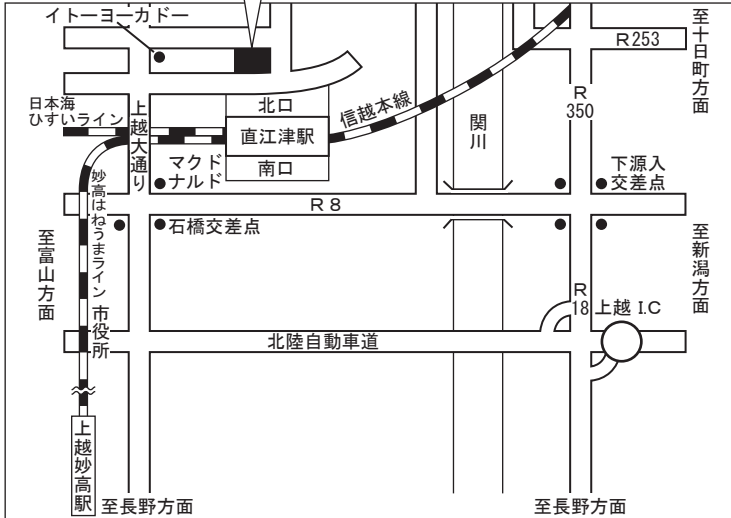 イトーヨーカドー
至十日町方面
R253
R
350
日本海
ひすいライン
上越大通り
北口
直江津駅
南口
信越本線
関川
マクド
ナルド
下源入
交差点
R8
石橋交差点
妙高はねうまライン
市役所
至富山方面
至新潟方面
R
18
上越 I.C
北陸自動車道
上越妙高駅
至長野方面
至長野方面